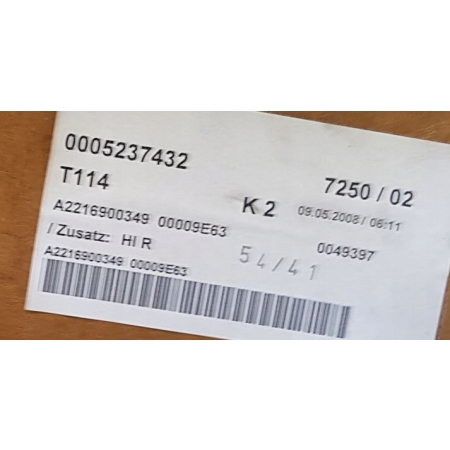 0005237432
7250 / 02
T114
K 2
09.05.2008 / 06:11
A2216900349 00009E63
0049397
/ Zusatz: HI R
54/41
A2216900349 00009E63